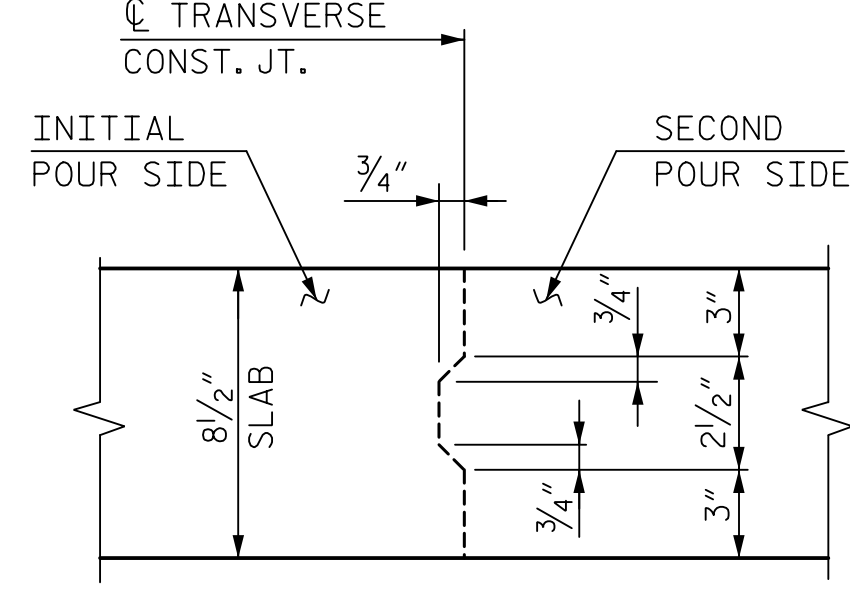 ℄ TRANSVERSE
CONST. JT.
INITIAL
POUR SIDE
SECOND
POUR SIDE
3/4"
3/4"
3"
8 1/2"
SLAB
2 1/2"
3/4"
3"